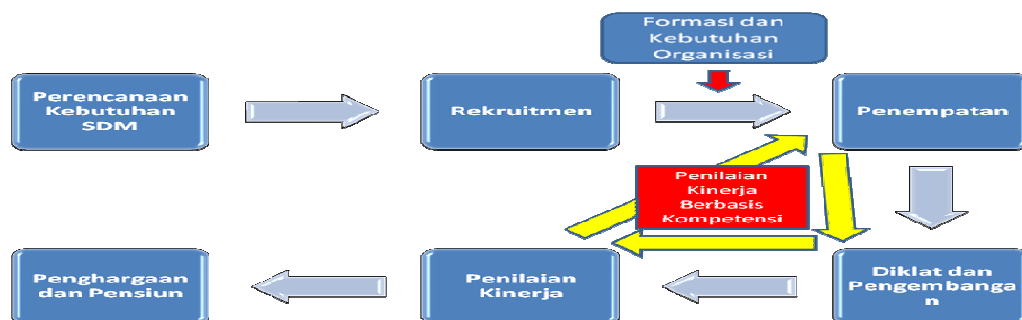 Formasi dan
Kebutuhan
Organisasi
Perencanaan
Kebutuhan
SDM
Rekruitmen
Penempatan
Penilaian
Kinerja
Berbasis
Kompetensi
Penghargaan
dan Pensiun
Penilaian
Kinerja
Diklat dan
Pengembanga
n